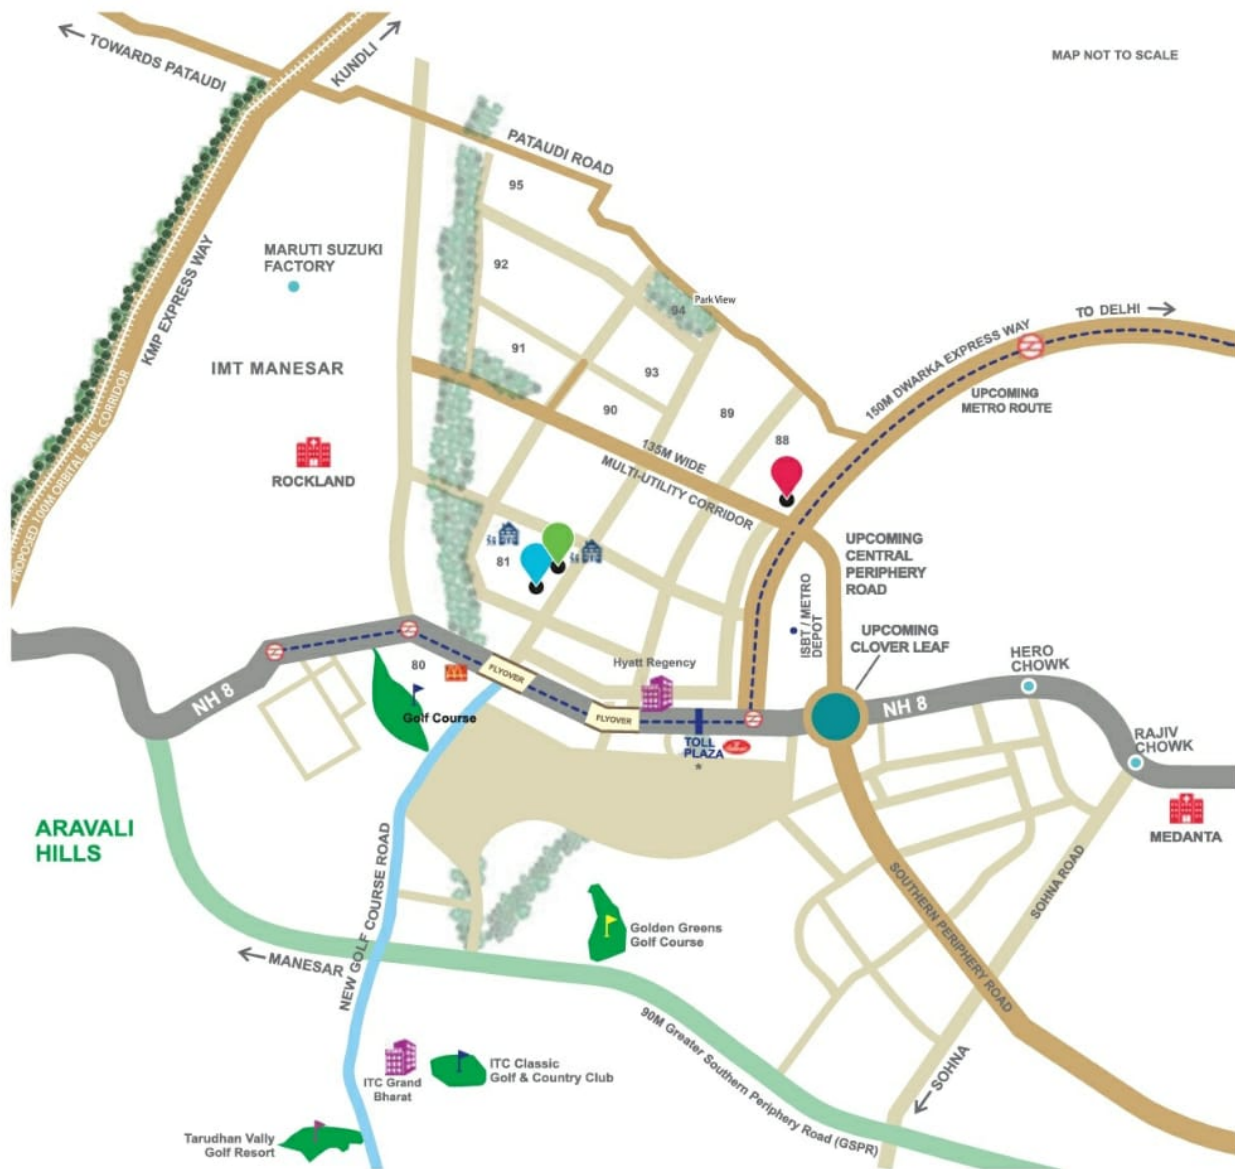 MAP NOT TO SCALE
TOWARDS PATAUDI
KUNDLI
PATAUDI ROAD
95
MARUTI SUZUKI
FACTORY
KMP EXPRESS WAY
92
94
Park View
TO DELHI
150M DWARKA EXPRESS WAY
91
IMT MANESAR
93
UPCOMING
METRO ROUTE
90
89
88
135M WIDE
MULTI-UTILITY CORRIDOR
PROPOSED 100M ORBITAL RAIL CORRIDOR
ROCKLAND
81
UPCOMING
CENTRAL
PERIPHERY
ROAD
ISBT / METRO
DEPOT
UPCOMING
CLOVER LEAF
HERO
CHOWK
80
FLYOVER
Hyatt Regency
NH 8
Golf Course
FLYOVER
TOLL
PLAZA
*
NH 8
RAJIV
CHOWK
MEDANTA
ARAVALI
HILLS
NEW GOLF COURSE ROAD
SOUTHERN PERIPHERY ROAD
SOHNA ROAD
Golden Greens
Golf Course
MANESAR
90M Greater Southern Periphery Road (GSPR)
SOHNA
ITC Grand
Bharat
ITC Classic
Golf & Country Club
Tarudhan Vally
Golf Resort